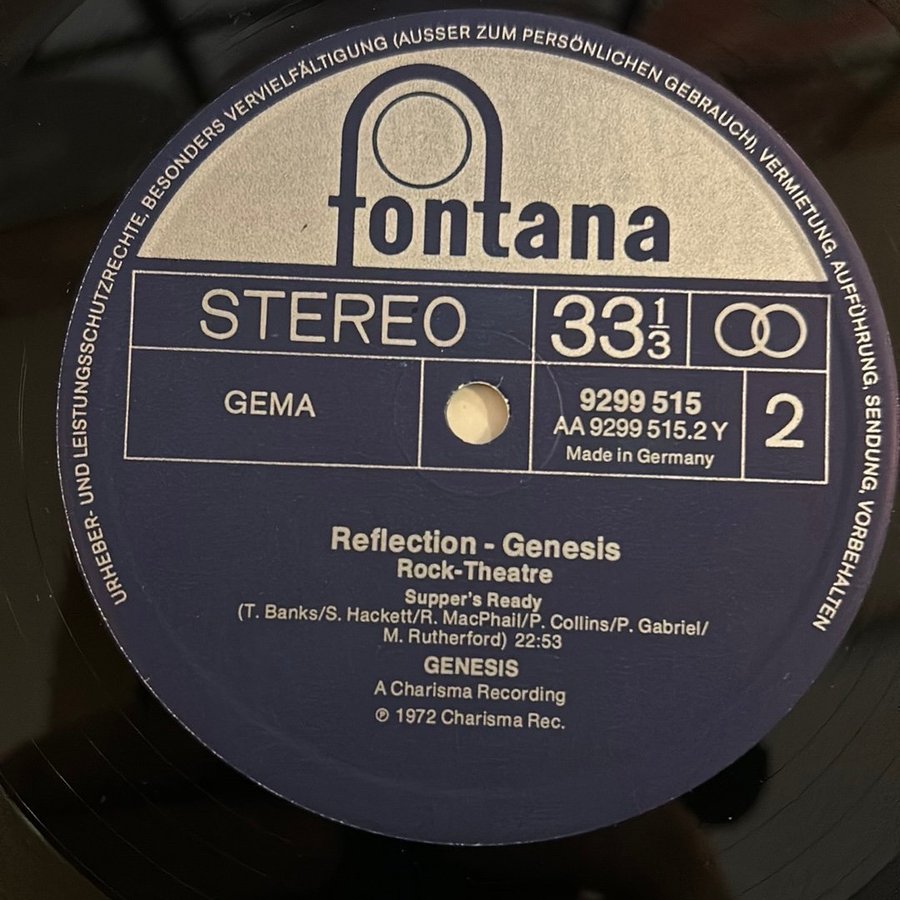 URHEBER- UND LEISTUNGSSCHUTZRECHTE, BESONDERS VERVIELFÄLTIGUNG (AUSSER ZUM PERSÖNLICHEN GEBRAUCH), VERMIETUNG, AUFFÜHRUNG, SENDUNG, VORBEHALTEN
fontana
STEREO
33 1/3
GEMA
9299 515
AA 9299 515.2 Y
Made in Germany
2
Reflection - Genesis
Rock-Theatre
Supper's Ready
(T. Banks/S. Hackett/R. MacPhail/P. Collins/P. Gabriel/
M. Rutherford) 22:53
GENESIS
A Charisma Recording
℗ 1972 Charisma Rec.